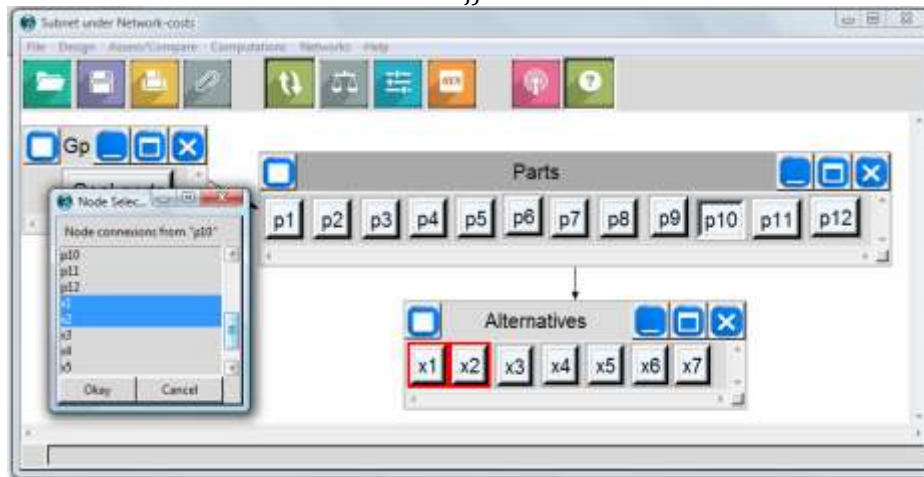 Subnet under Network-costs
File Design Assess/Compare Computations Networks Help
Gp
Parts
p1 p2 p3 p4 p5 p6 p7 p8 p9 p10 p11 p12
Node Selec...
Node connexions from "p10"
p10
p11
p12
x1
x2
x3
x4
x5
Okay Cancel
Alternatives
x1 x2 x3 x4 x5 x6 x7